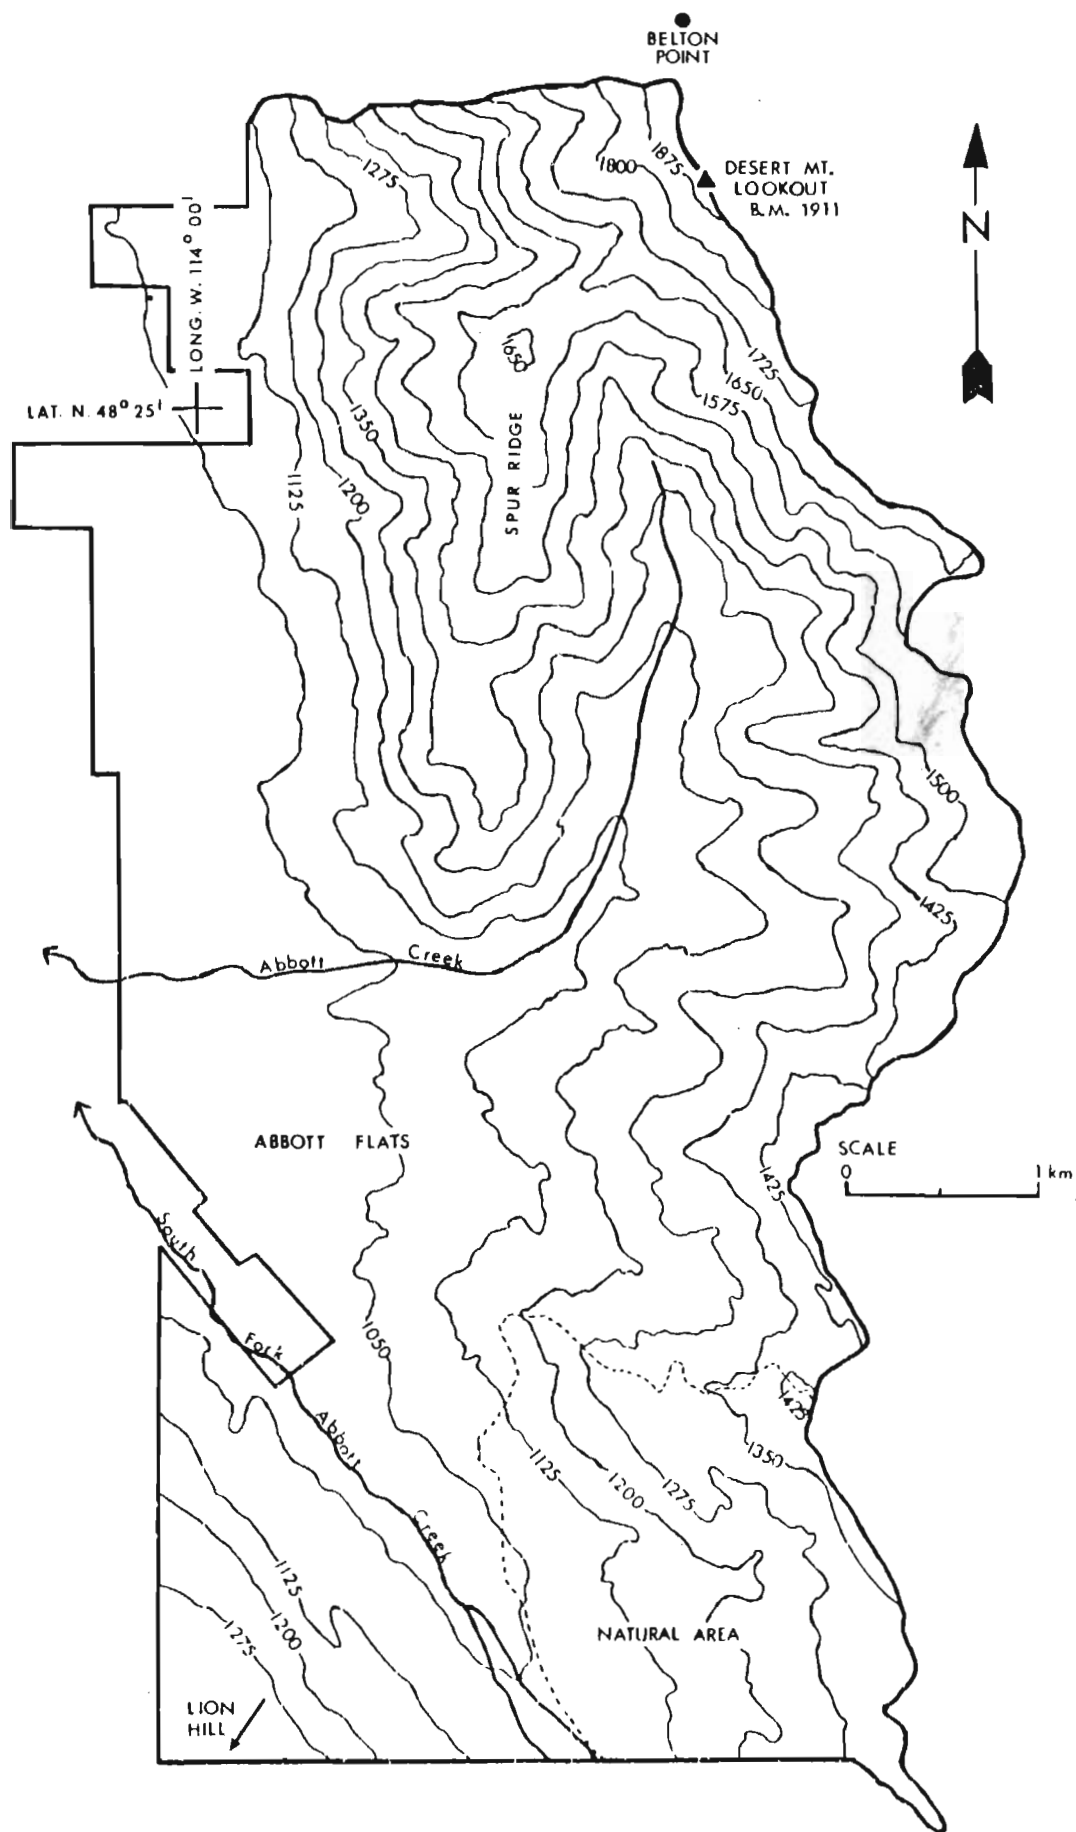 BELTON
POINT
1275
1800
1875
DESERT MT.
LOOKOUT
B.M. 1911
N
LONG. W. 114° 00'
LAT. N. 48° 25'
1650
1725
1650
1575
1350
SPUR RIDGE
1125
1200
1500
1425
Abbott Creek
ABBOTT FLATS
SCALE
0 1 km
1425
South Fork Abbott Creek
1050
1425
1350
1125
1200
1275
1125
1200
1275
NATURAL AREA
LION
HILL